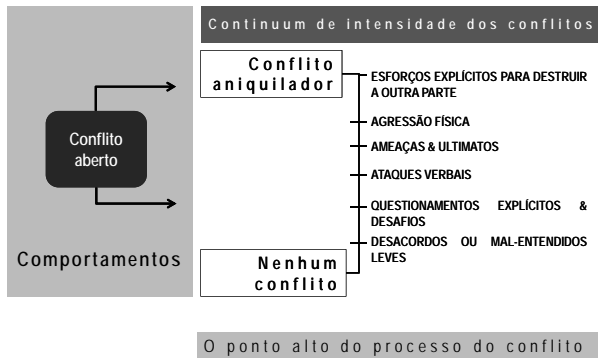 Continuum de intensidade dos conflitos
Conflito
aniquilador
ESFORÇOS EXPLÍCITOS PARA DESTRUIR
A OUTRA PARTE
AGRESSÃO FÍSICA
Conflito
aberto
AMEAÇAS & ULTIMATOS
ATAQUES VERBAIS
QUESTIONAMENTOS EXPLÍCITOS &
DESAFIOS
DESACORDOS OU MAL-ENTENDIDOS
LEVES
Comportamentos
Nenhum
conflito
O ponto alto do processo do conflito